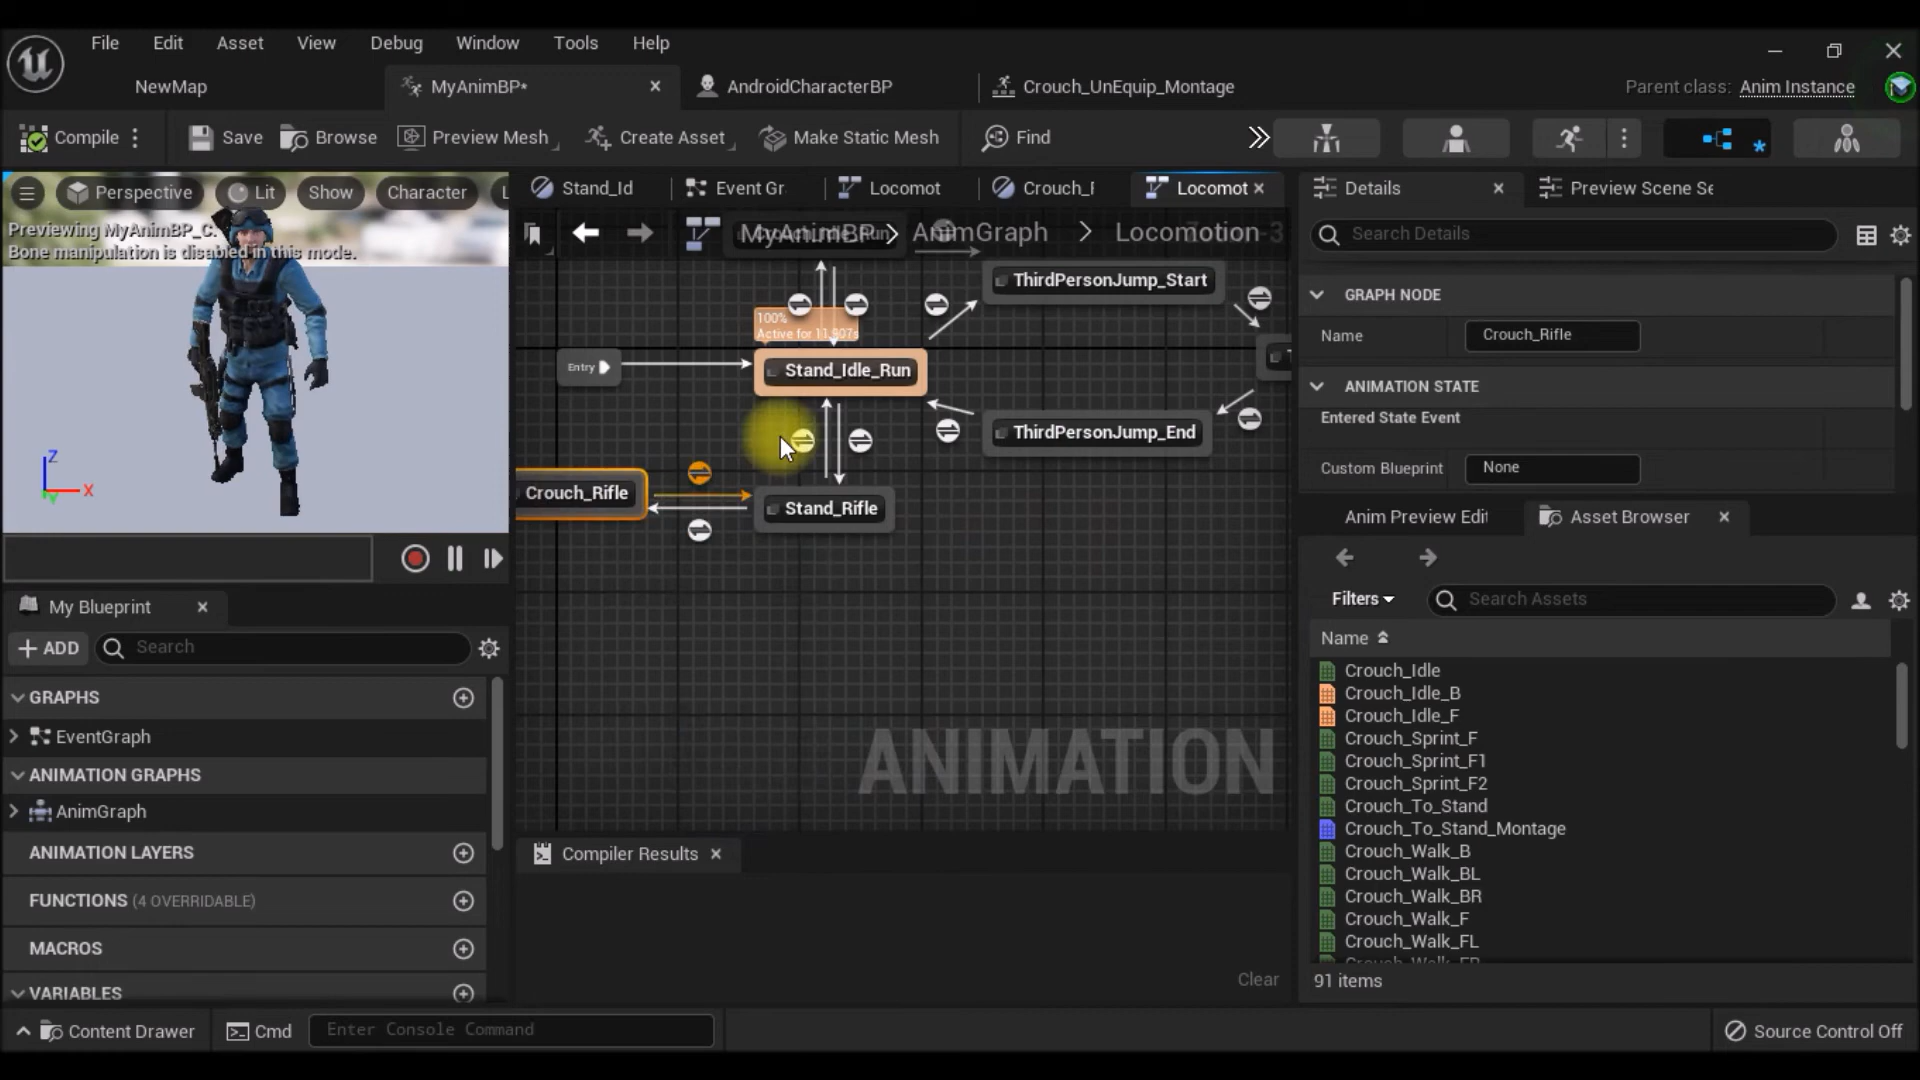 File Edit Asset View Debug Window Tools Help
NewMap MyAnimBP* AndroidCharacterBP Crouch_UnEquip_Montage Parent class: Anim Instance
Compile Save Browse Preview Mesh Create Asset Make Static Mesh Find
Perspective Lit Show Character
Previewing MyAnimBP_C.
Bone manipulation is disabled in this mode.
Stand_Id Event Gr Locomot Crouch_ Locomot
MyAnimBP AnimGraph Locomotion
ThirdPersonJump_Start
100%
Active for 11.907s
Entry
Stand_Idle_Run
ThirdPersonJump_End
Crouch_Rifle
Stand_Rifle
ANIMATION
Compiler Results
Clear
Z
X
My Blueprint
ADD Search
GRAPHS
EventGraph
ANIMATION GRAPHS
AnimGraph
ANIMATION LAYERS
FUNCTIONS (4 OVERRIDABLE)
MACROS
VARIABLES
Details Preview Scene Se
Search Details
GRAPH NODE
Name Crouch_Rifle
ANIMATION STATE
Entered State Event
Custom Blueprint None
Anim Preview Edit Asset Browser
Filters Search Assets
Name
Crouch_Idle
Crouch_Idle_B
Crouch_Idle_F
Crouch_Sprint_F
Crouch_Sprint_F1
Crouch_Sprint_F2
Crouch_To_Stand
Crouch_To_Stand_Montage
Crouch_Walk_B
Crouch_Walk_BL
Crouch_Walk_BR
Crouch_Walk_F
Crouch_Walk_FL
91 items
Content Drawer Cmd Enter Console Command Source Control Off